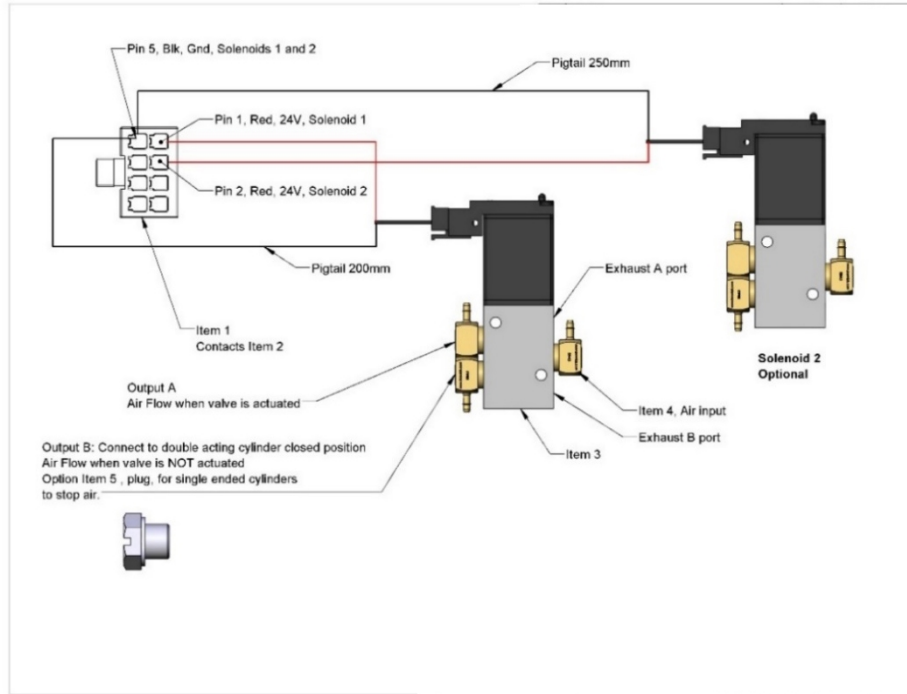 Pin 5, Blk, Gnd, Solenoids 1 and 2
Pigtail 250mm
Pin 1, Red, 24V, Solenoid 1
Pin 2, Red, 24V, Solenoid 2
Pigtail 200mm
Exhaust A port
Item 1
Contacts Item 2
Solenoid 2
Optional
Output A
Air Flow when valve is actuated
Item 4, Air input
Exhaust B port
Item 3
Output B: Connect to double acting cylinder closed position
Air Flow when valve is NOT actuated
Option Item 5 , plug, for single ended cylinders
to stop air.